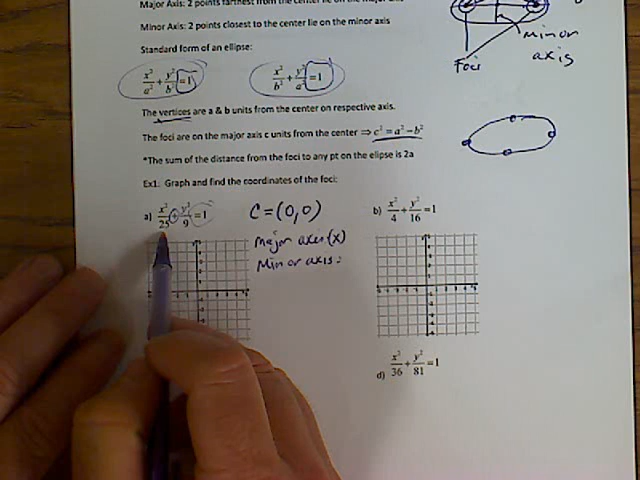 Major Axis: 2 points farthest from the center lie on the major axis
Minor Axis: 2 points closest to the center lie on the minor axis
minor
axis
Foci
Standard form of an ellipse:
x²/a² + y²/b² = 1
x²/b² + y²/a² = 1
The vertices are a & b units from the center on respective axis.
The foci are on the major axis c units from the center ⇒ c² = a² − b²
*The sum of the distance from the foci to any pt on the elipse is 2a
Ex1: Graph and find the coordinates of the foci:
a) x²/25 + y²/9 = 1
C = (0,0)
Major axis (x)
Minor axis:
b) x²/4 + y²/16 = 1
d) x²/36 + y²/81 = 1